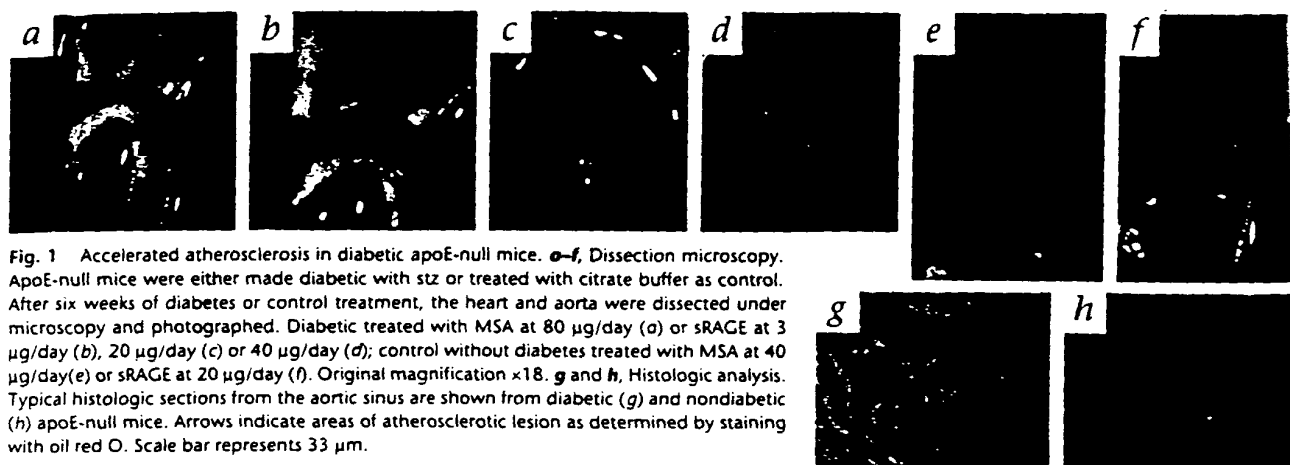 a b c d e f
Fig. 1 Accelerated atherosclerosis in diabetic apoE-null mice. a–f, Dissection microscopy.
ApoE-null mice were either made diabetic with stz or treated with citrate buffer as control.
After six weeks of diabetes or control treatment, the heart and aorta were dissected under
microscopy and photographed. Diabetic treated with MSA at 80 μg/day (a) or sRAGE at 3
μg/day (b), 20 μg/day (c) or 40 μg/day (d); control without diabetes treated with MSA at 40
μg/day(e) or sRAGE at 20 μg/day (f). Original magnification ×18. g and h, Histologic analysis.
Typical histologic sections from the aortic sinus are shown from diabetic (g) and nondiabetic
(h) apoE-null mice. Arrows indicate areas of atherosclerotic lesion as determined by staining
with oil red O. Scale bar represents 33 μm.
g h